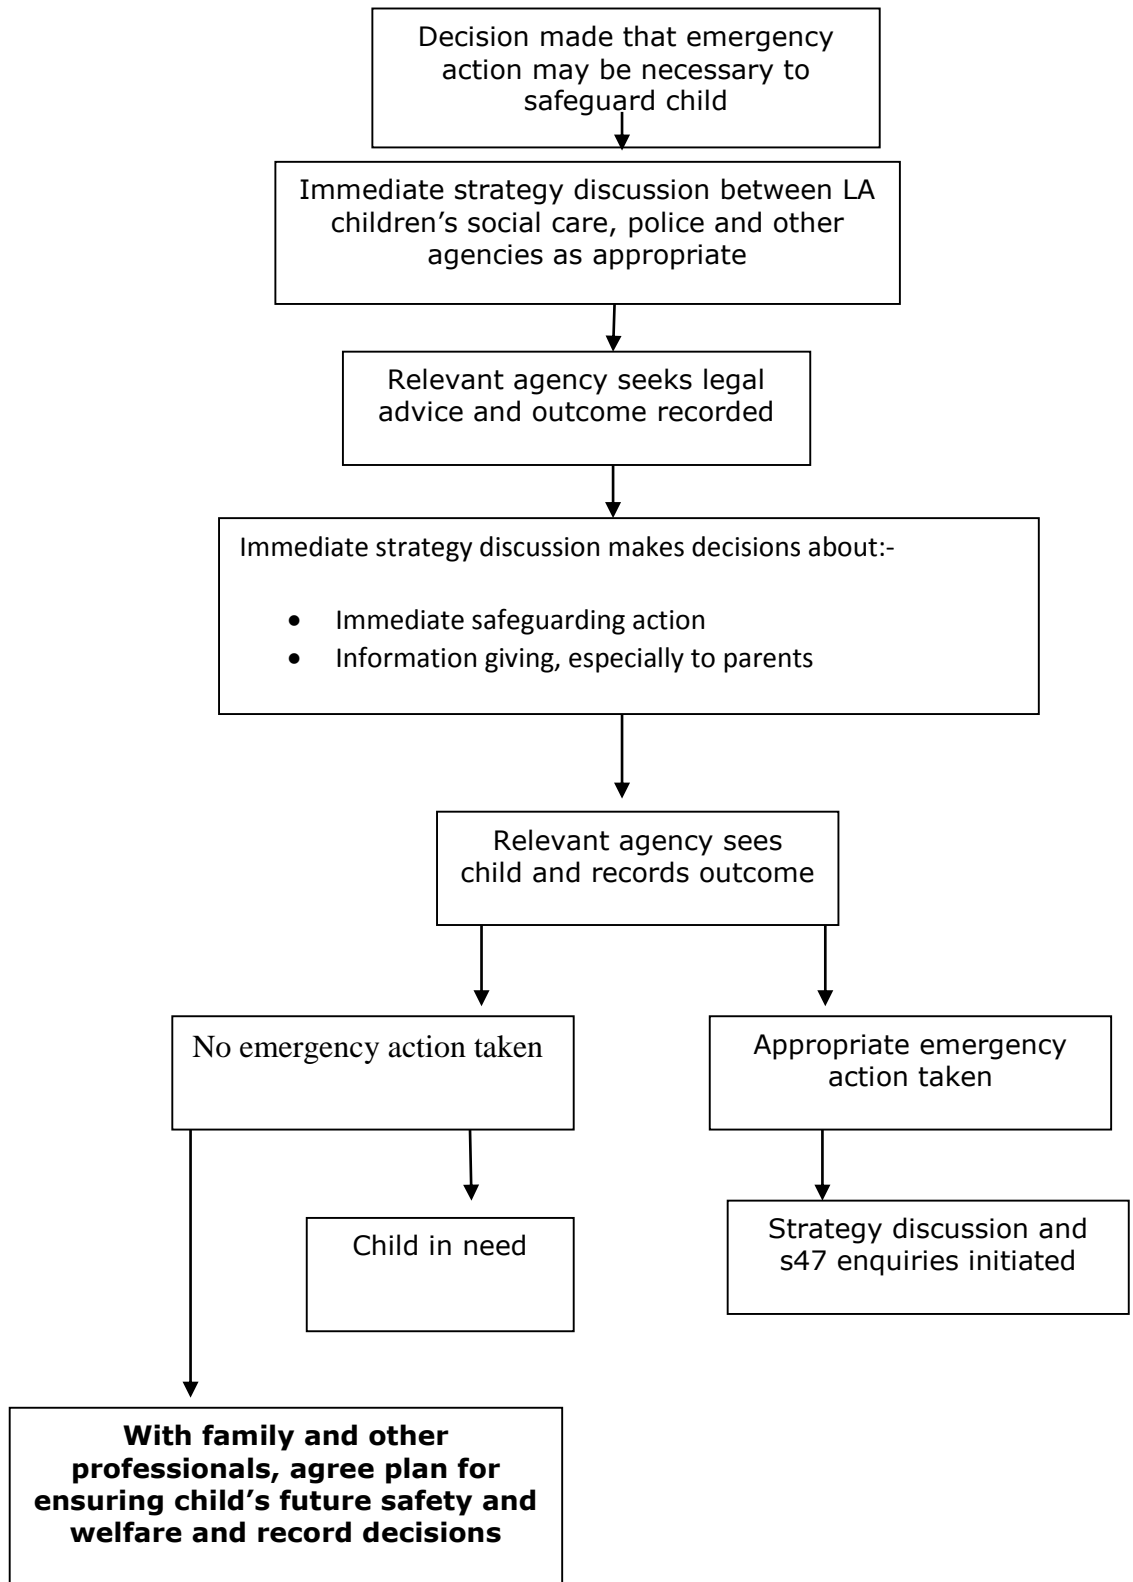 Decision made that emergency
action may be necessary to
safeguard child
Immediate strategy discussion between LA
children’s social care, police and other
agencies as appropriate
Relevant agency seeks legal
advice and outcome recorded
Immediate strategy discussion makes decisions about:-
• Immediate safeguarding action
• Information giving, especially to parents
Relevant agency sees
child and records outcome
No emergency action taken
Appropriate emergency
action taken
Child in need
Strategy discussion and
s47 enquiries initiated
With family and other
professionals, agree plan for
ensuring child’s future safety and
welfare and record decisions